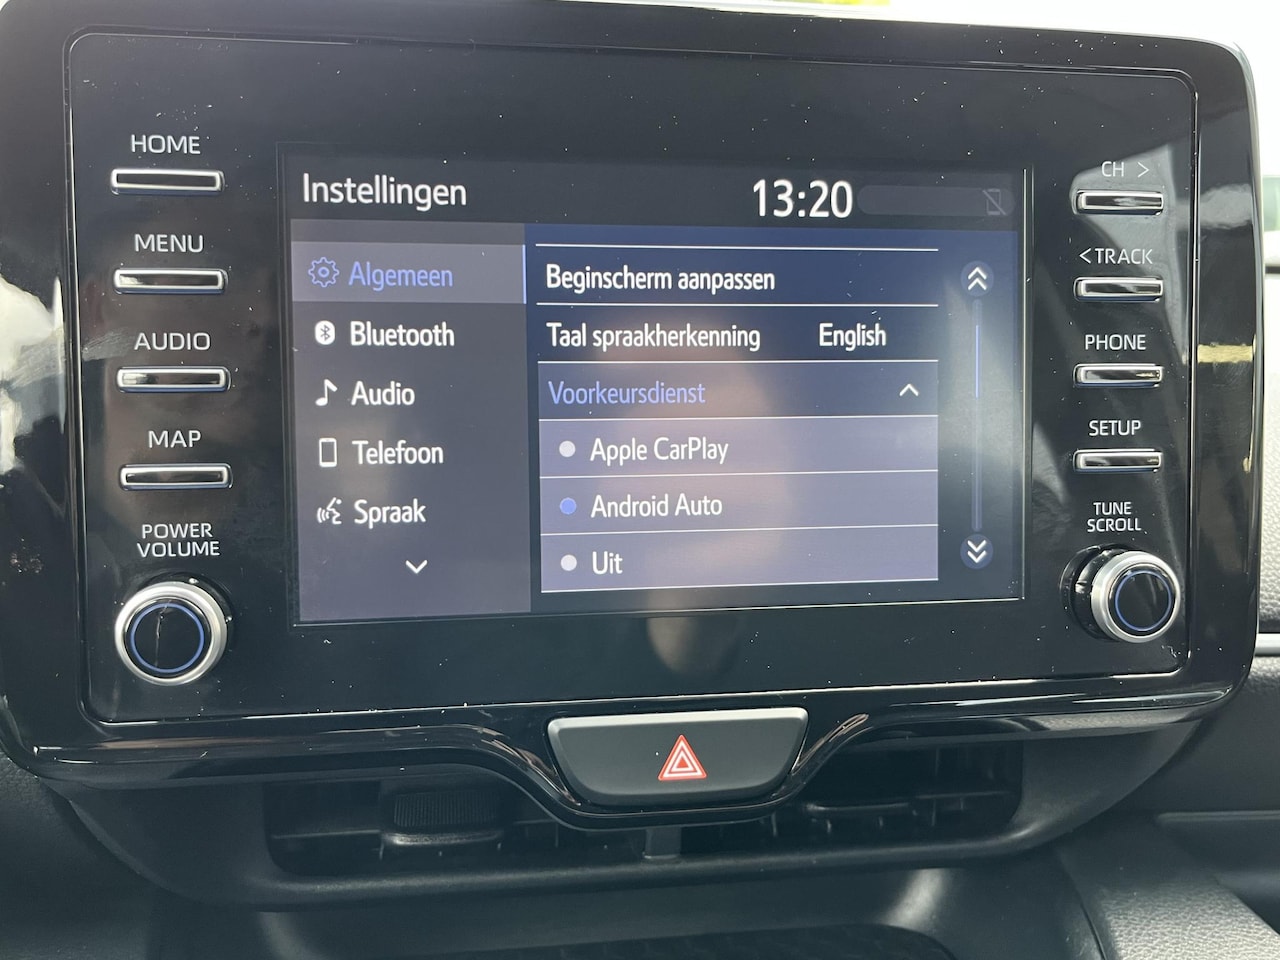 HOME
MENU
AUDIO
MAP
POWER
VOLUME
Instellingen
13:20
Algemeen
Bluetooth
Audio
Telefoon
Spraak
Beginscherm aanpassen
Taal spraakherkenning English
Voorkeursdienst
Apple CarPlay
Android Auto
Uit
CH >
< TRACK
PHONE
SETUP
TUNE
SCROLL